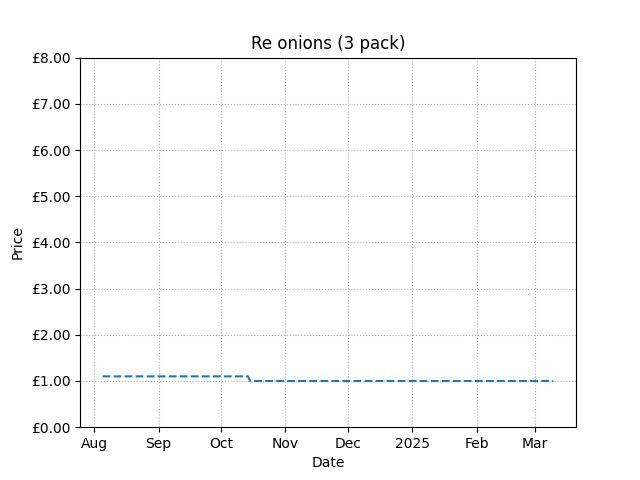 Re onions (3 pack)
£8.00
£7.00
£6.00
£5.00
£4.00
£3.00
£2.00
£1.00
£0.00
Price
Aug Sep Oct Nov Dec 2025 Feb Mar
Date